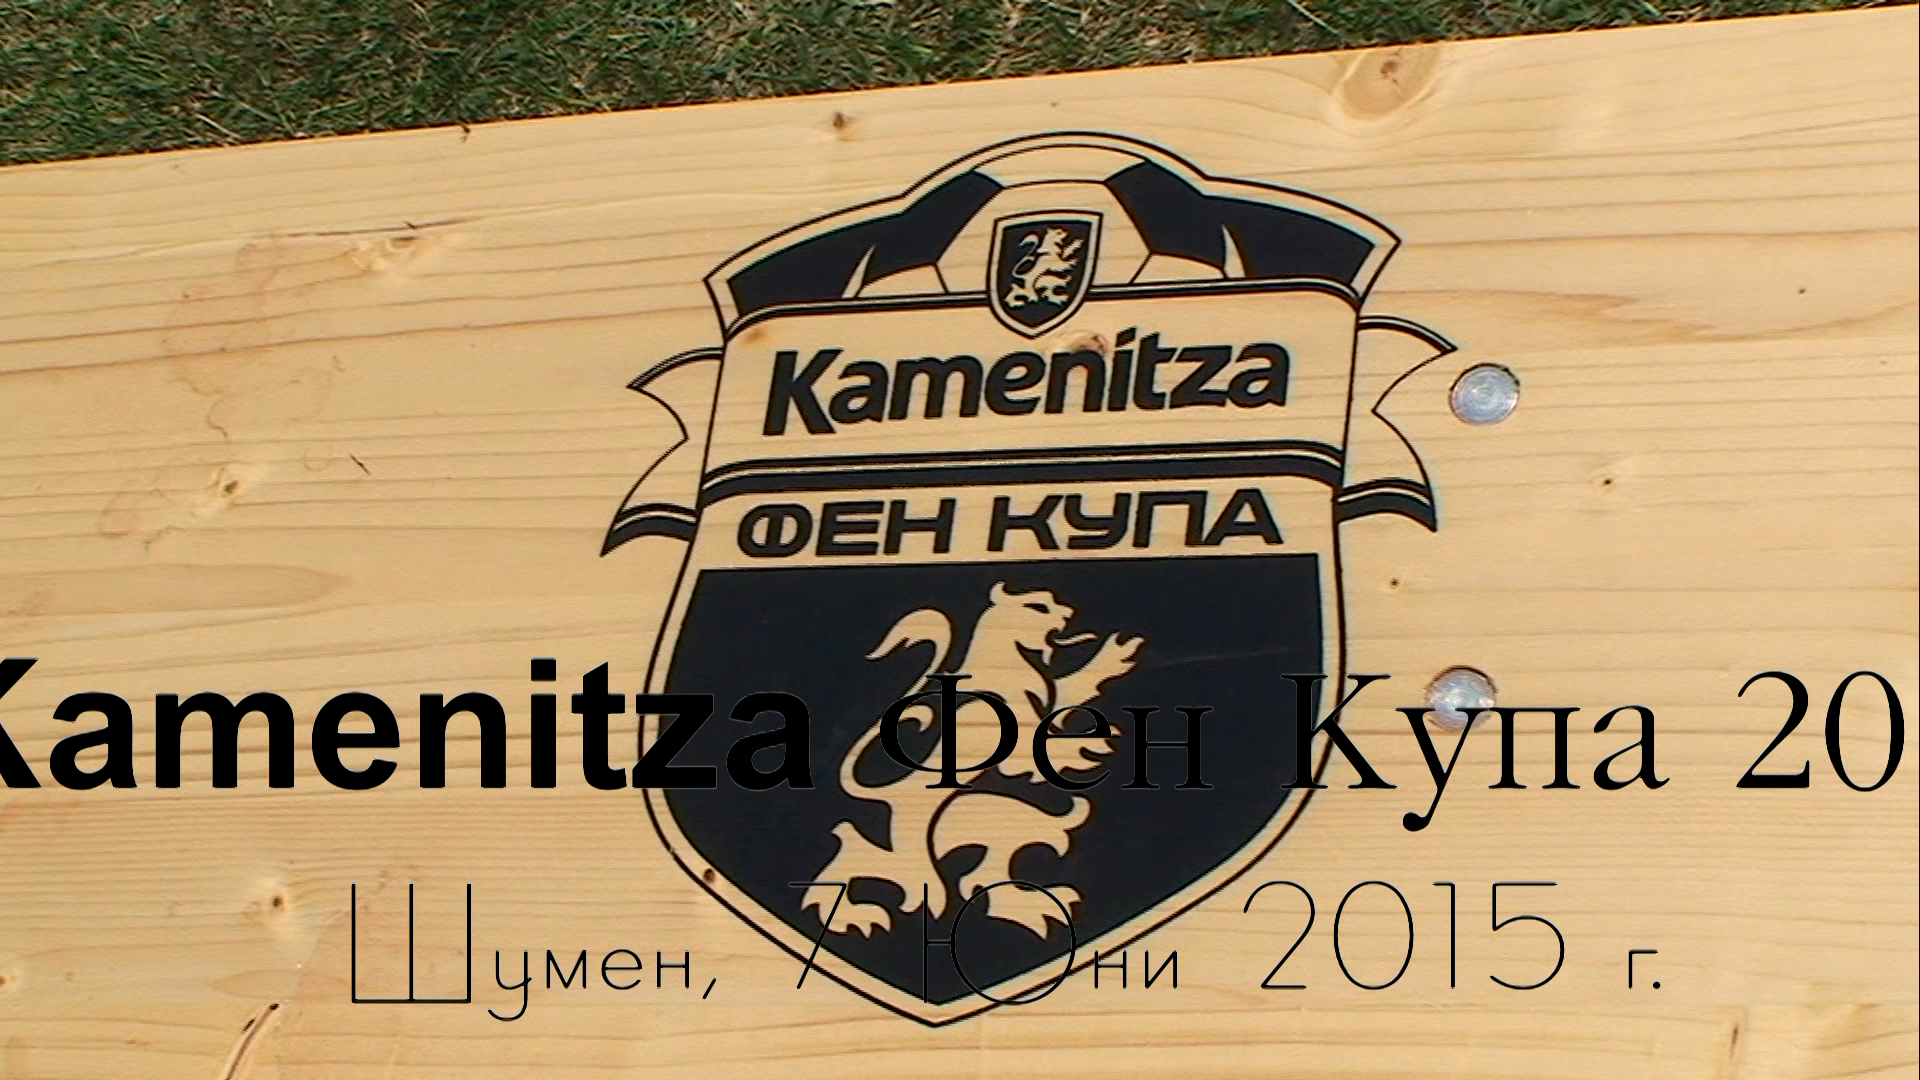 Kamenitza
ФЕН КУПА
Kamenitza Фен Купа 20
Шумен, 7 Юни 2015 г.